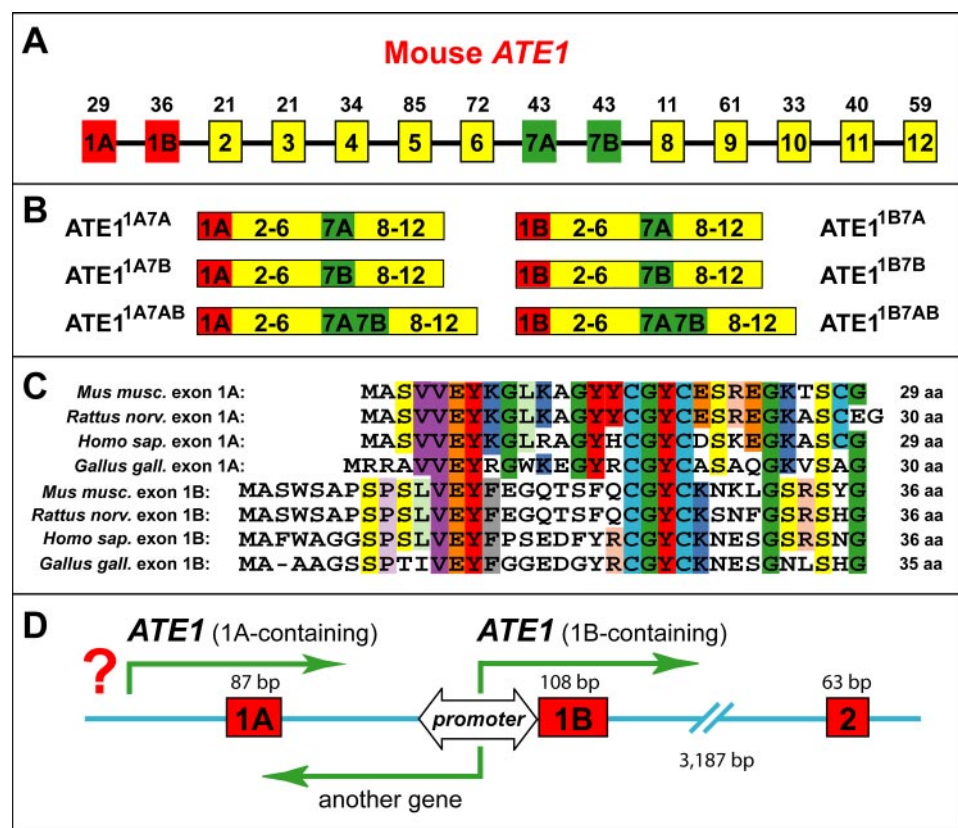 A
Mouse ATE1
29 36 21 21 34 85 72 43 43 11 61 33 40 59
1A 1B 2 3 4 5 6 7A 7B 8 9 10 11 12
B
ATE1^1A7A 1A 2-6 7A 8-12 1B 2-6 7A 8-12 ATE1^1B7A
ATE1^1A7B 1A 2-6 7B 8-12 1B 2-6 7B 8-12 ATE1^1B7B
ATE1^1A7AB 1A 2-6 7A7B 8-12 1B 2-6 7A7B 8-12 ATE1^1B7AB
C
Mus musc. exon 1A: MASVVEYKGLKAGYYCGYCESREGKTSCG 29 aa
Rattus norv. exon 1A: MASVVEYKGLKAGYYCGYCESREGKASCEG 30 aa
Homo sap. exon 1A: MASVVEYKGLRAGYHCGYCDSKEGKASCG 29 aa
Gallus gall. exon 1A: MRRAVVEYRGWKEGYRCGYCASAQGKVSAG 30 aa
Mus musc. exon 1B: MASWSAPSPSLVEYFEGQTSFQCGYCKNKLGSRSYG 36 aa
Rattus norv. exon 1B: MASWSAPSPSLVEYFEGQTSFQCGYCKSNFGSRSHG 36 aa
Homo sap. exon 1B: MAFWAGGSPSLVEYFPSEDFYRCGYCKNESGSRSNG 36 aa
Gallus gall. exon 1B: MA-AAGSSPTIVEYFGGEDGYRCGYCKNESGNLSHG 35 aa
D
ATE1 (1A-containing) ATE1 (1B-containing)
?
87 bp 108 bp 63 bp
1A promoter 1B 2
3,187 bp
another gene